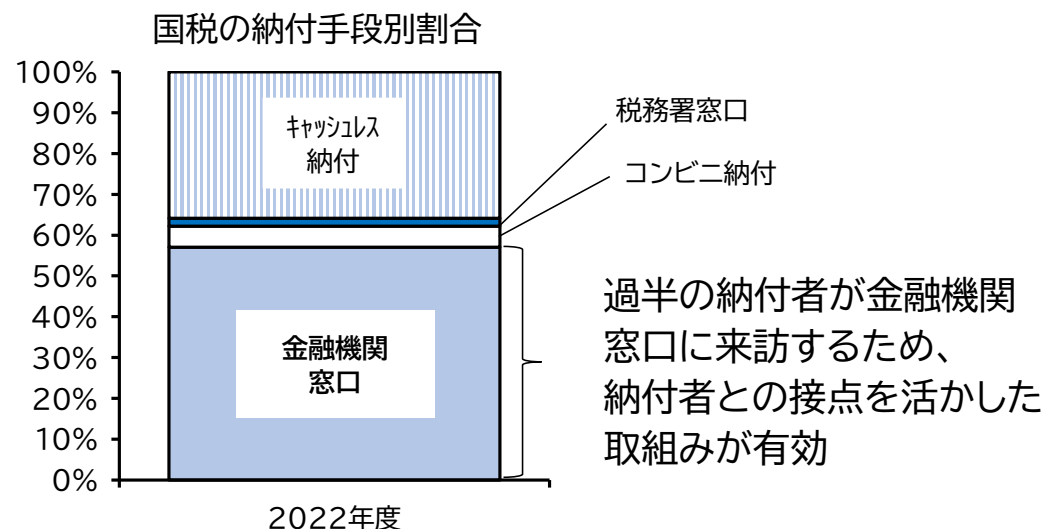 国税の納付手段別割合
100%
90%
80%
70%
60%
50%
40%
30%
20%
10%
0%
ｷｬｯｼｭﾚｽ
納付
税務署窓口
コンビニ納付
金融機関
窓口
過半の納付者が金融機関
窓口に来訪するため、
納付者との接点を活かした
取組みが有効
2022年度